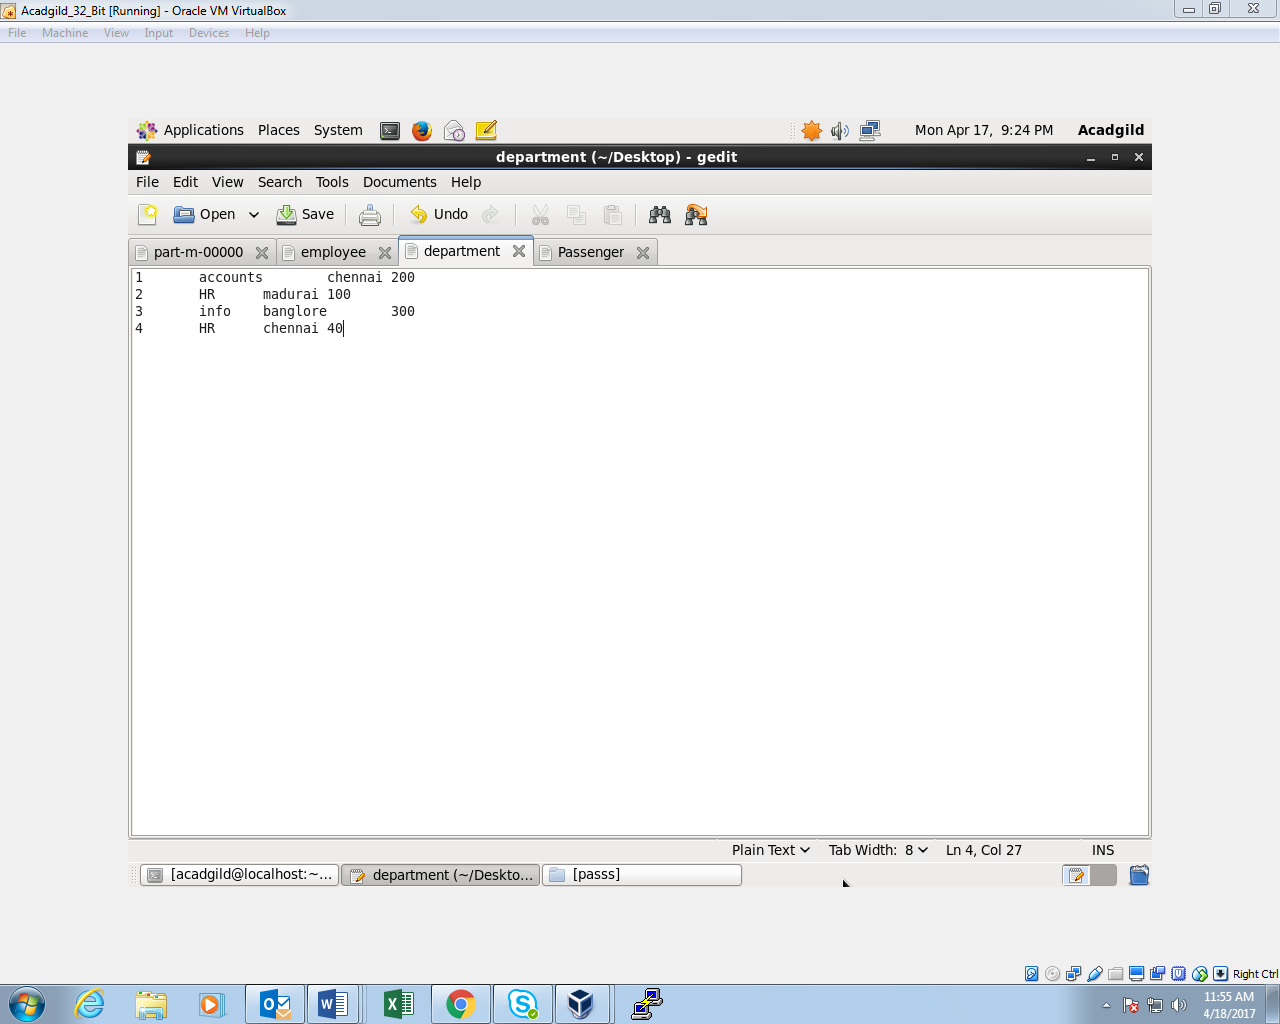 Acadgild_32_Bit [Running] - Oracle VM VirtualBox
File Machine View Input Devices Help
Applications Places System Mon Apr 17, 9:24 PM Acadgild
department (~/Desktop) - gedit
File Edit View Search Tools Documents Help
Open Save Undo
part-m-00000 employee department Passenger
1 accounts chennai 200
2 HR madurai 100
3 info banglore 300
4 HR chennai 40
Plain Text Tab Width: 8 Ln 4, Col 27 INS
[acadgild@localhost:~... department (~/Deskto... [passs]
Right Ctrl
11:55 AM
4/18/2017